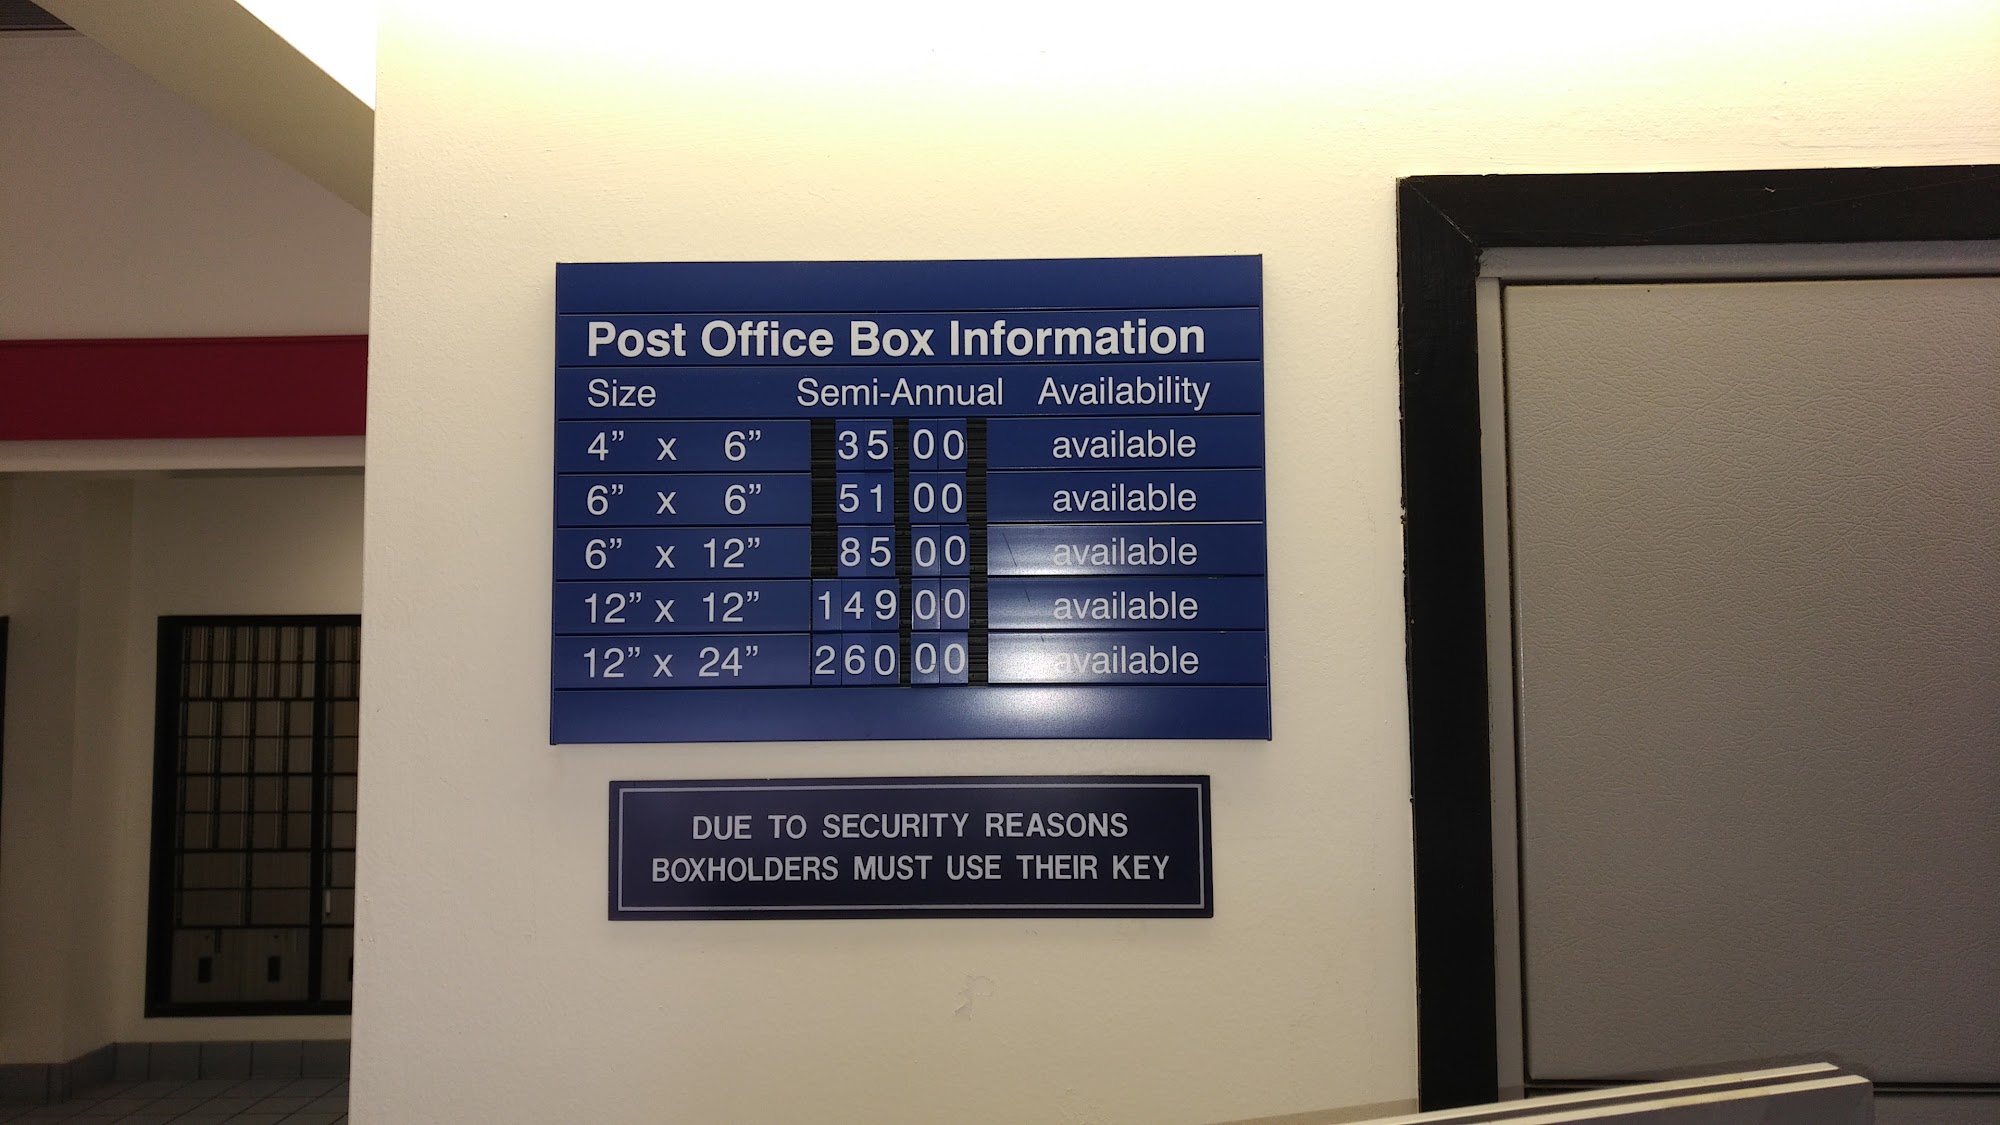 Post Office Box Information
Size Semi-Annual Availability
4” x 6” 35 00 available
6” x 6” 51 00 available
6” x 12” 85 00 available
12” x 12” 149 00 available
12” x 24” 260 00 available
DUE TO SECURITY REASONS
BOXHOLDERS MUST USE THEIR KEY